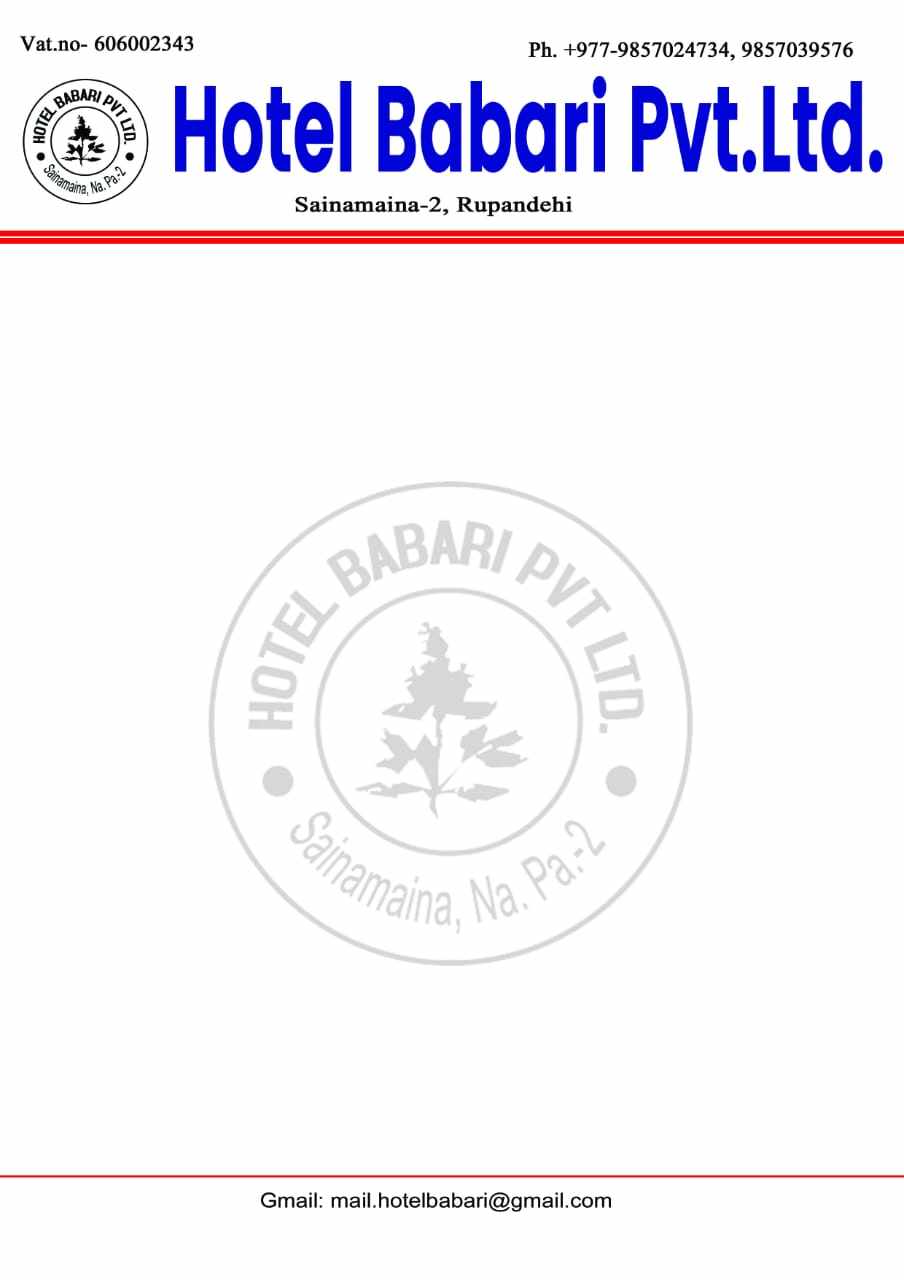 Vat.no- 606002343
Ph. +977-9857024734, 9857039576
HOTEL BABARI PVT LTD.
Sainamaina, Na. Pa.-2
Hotel Babari Pvt.Ltd.
Sainamaina-2, Rupandehi
HOTEL BABARI PVT LTD.
Sainamaina, Na. Pa.-2
Gmail: mail.hotelbabari@gmail.com